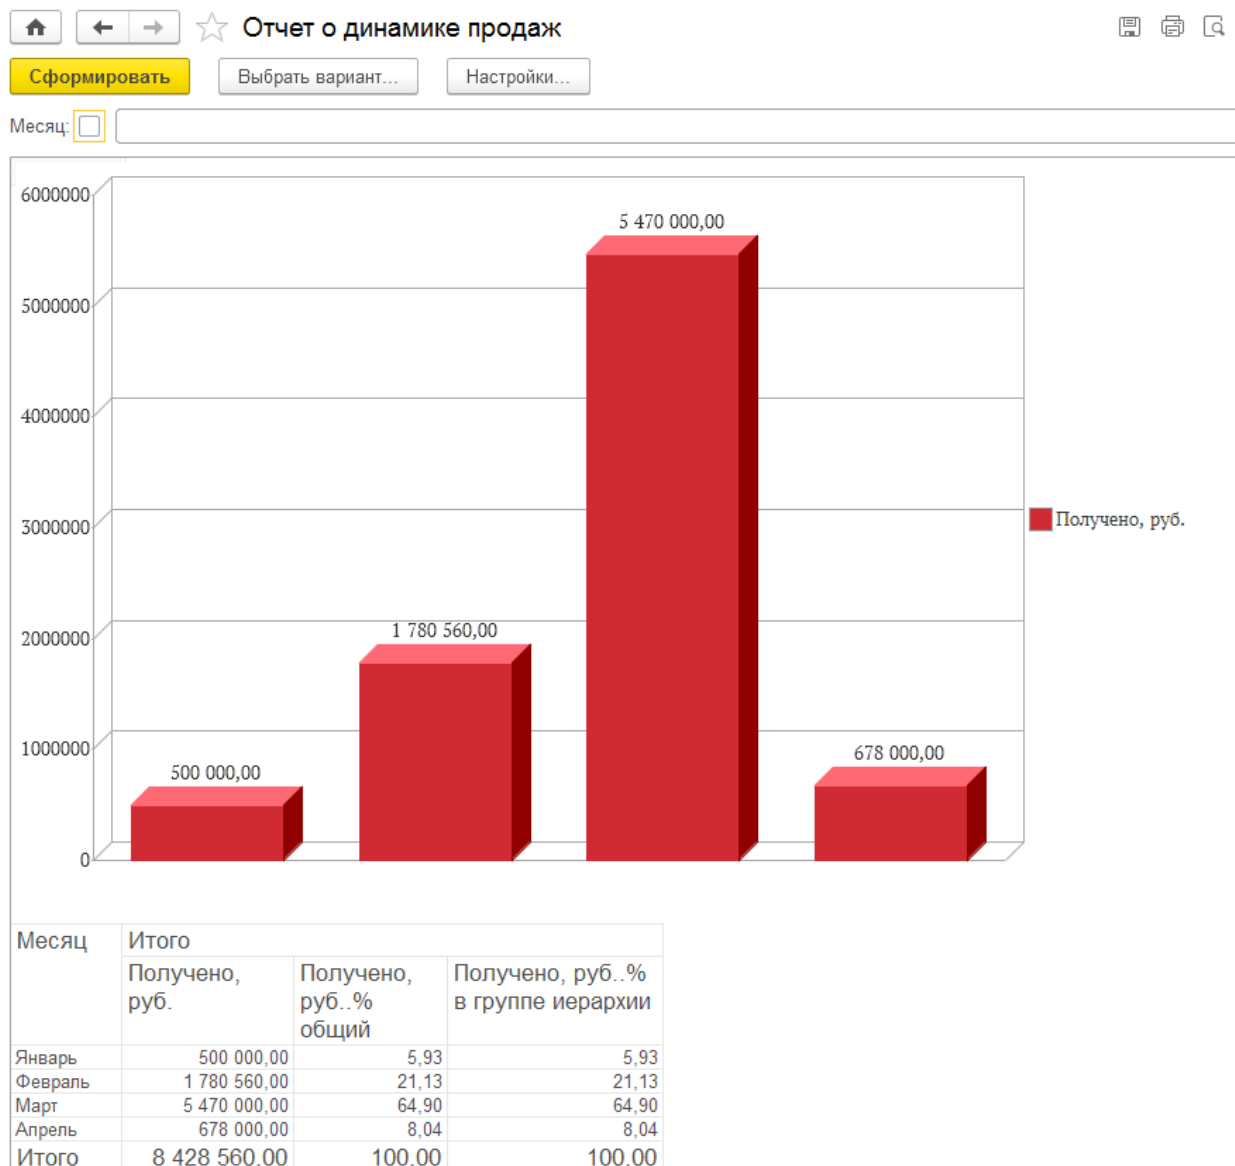 Отчет о динамике продаж
Сформировать Выбрать вариант... Настройки...
Месяц:
6000000
5 470 000,00
5000000
4000000
3000000
Получено, руб.
2000000
1 780 560,00
1000000
678 000,00
500 000,00
0
Месяц Итого
Получено, Получено, Получено, руб..%
руб. руб..% в группе иерархии
общий
Январь 500 000,00 5,93 5,93
Февраль 1 780 560,00 21,13 21,13
Март 5 470 000,00 64,90 64,90
Апрель 678 000,00 8,04 8,04
Итого 8 428 560,00 100,00 100,00